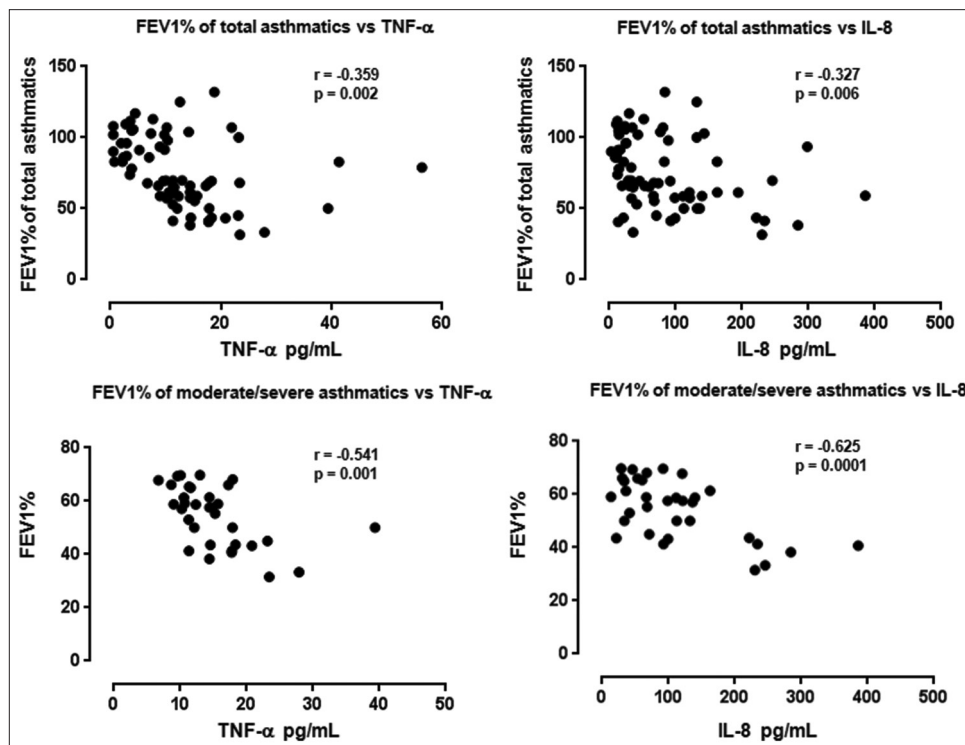 FEV1% of total asthmatics vs TNF-α
r = -0.359
p = 0.002
FEV1% of total asthmatics
150
100
50
0
0 20 40 60
TNF-α pg/mL
FEV1% of total asthmatics vs IL-8
r = -0.327
p = 0.006
FEV1% of total asthmatics
150
100
50
0
0 100 200 300 400 500
IL-8 pg/mL
FEV1% of moderate/severe asthmatics vs TNF-α
r = -0.541
p = 0.001
FEV1%
80
60
40
20
0
0 10 20 30 40 50
TNF-α pg/mL
FEV1% of moderate/severe asthmatics vs IL-8
r = -0.625
p = 0.0001
FEV1%
80
60
40
20
0
0 100 200 300 400 500
IL-8 pg/mL